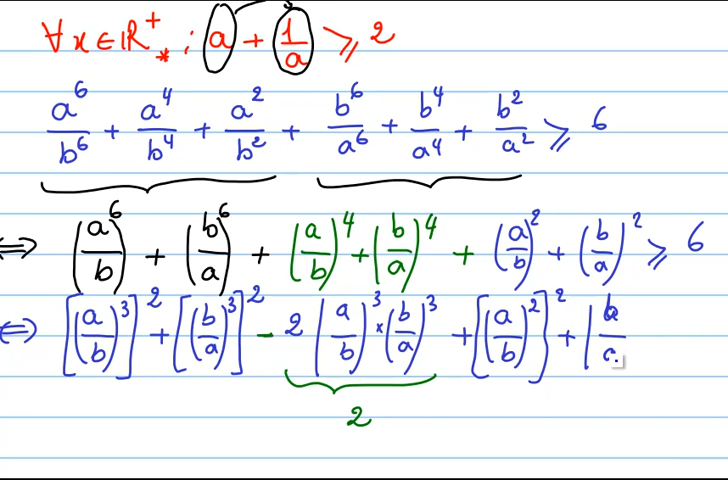 ∀x∈ℝ⁺* ; a + 1/a ⩾ 2
a⁶/b⁶ + a⁴/b⁴ + a²/b² + b⁶/a⁶ + b⁴/a⁴ + b²/a² ⩾ 6
⟺ (a/b)⁶ + (b/a)⁶ + (a/b)⁴ + (b/a)⁴ + (a/b)² + (b/a)² ⩾ 6
⟺ [(a/b)³]² + [(b/a)³]² - 2 (a/b)³ × (b/a)³ + [(a/b)²]² + (b/
2